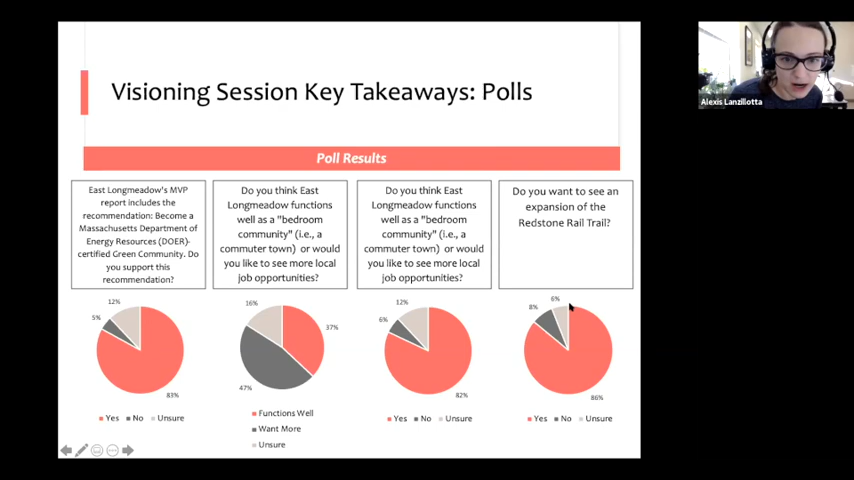 Visioning Session Key Takeaways: Polls
Alexis Lanzillotta
Poll Results
East Longmeadow's MVP
report includes the
recommendation: Become a
Massachusetts Department of
Energy Resources (DOER)-
certified Green Community. Do
you support this
recommendation?
Do you think East
Longmeadow functions
well as a "bedroom
community" (i.e., a
commuter town) or would
you like to see more local
job opportunities?
Do you think East
Longmeadow functions
well as a "bedroom
community" (i.e., a
commuter town) or would
you like to see more local
job opportunities?
Do you want to see an
expansion of the
Redstone Rail Trail?
12%
5%
83%
Yes No Unsure
16%
37%
47%
Functions Well
Want More
Unsure
12%
6%
82%
Yes No Unsure
6%
8%
86%
Yes No Unsure